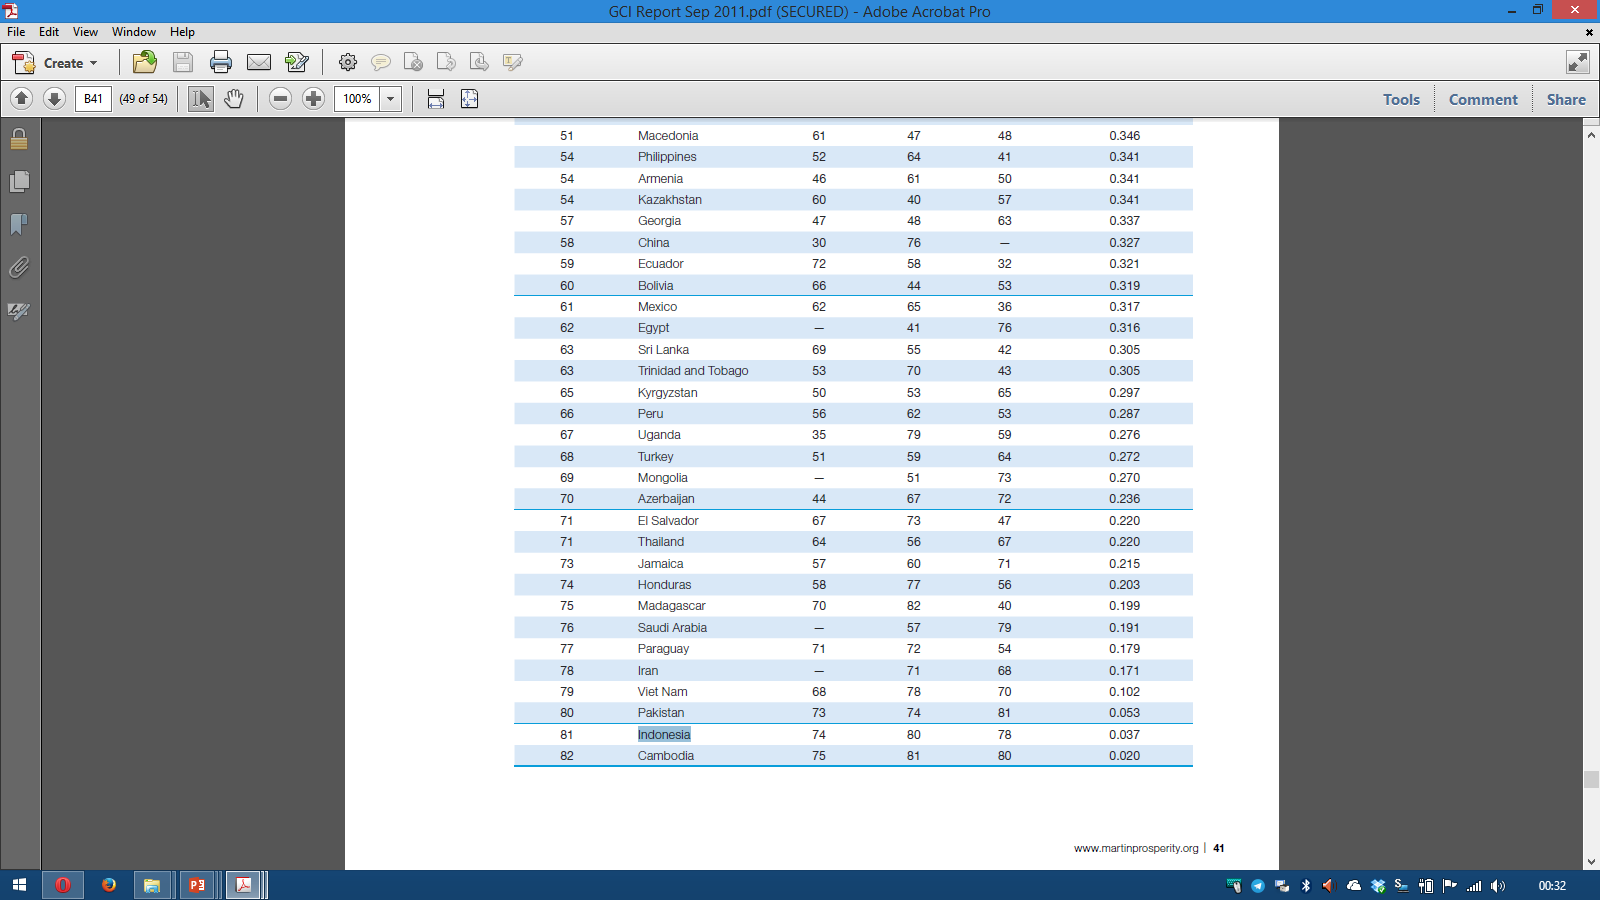 GCI Report Sep 2011.pdf (SECURED) - Adobe Acrobat Pro
File Edit View Window Help
Create
B41 (49 of 54) 100% Tools Comment Share
51 Macedonia 61 47 48 0.346
54 Philippines 52 64 41 0.341
54 Armenia 46 61 50 0.341
54 Kazakhstan 60 40 57 0.341
57 Georgia 47 48 63 0.337
58 China 30 76 — 0.327
59 Ecuador 72 58 32 0.321
60 Bolivia 66 44 53 0.319
61 Mexico 62 65 36 0.317
62 Egypt — 41 76 0.316
63 Sri Lanka 69 55 42 0.305
63 Trinidad and Tobago 53 70 43 0.305
65 Kyrgyzstan 50 53 65 0.297
66 Peru 56 62 53 0.287
67 Uganda 35 79 59 0.276
68 Turkey 51 59 64 0.272
69 Mongolia — 51 73 0.270
70 Azerbaijan 44 67 72 0.236
71 El Salvador 67 73 47 0.220
71 Thailand 64 56 67 0.220
73 Jamaica 57 60 71 0.215
74 Honduras 58 77 56 0.203
75 Madagascar 70 82 40 0.199
76 Saudi Arabia — 57 79 0.191
77 Paraguay 71 72 54 0.179
78 Iran — 71 68 0.171
79 Viet Nam 68 78 70 0.102
80 Pakistan 73 74 81 0.053
81 Indonesia 74 80 78 0.037
82 Cambodia 75 81 80 0.020
www.martinprosperity.org | 41
00:32